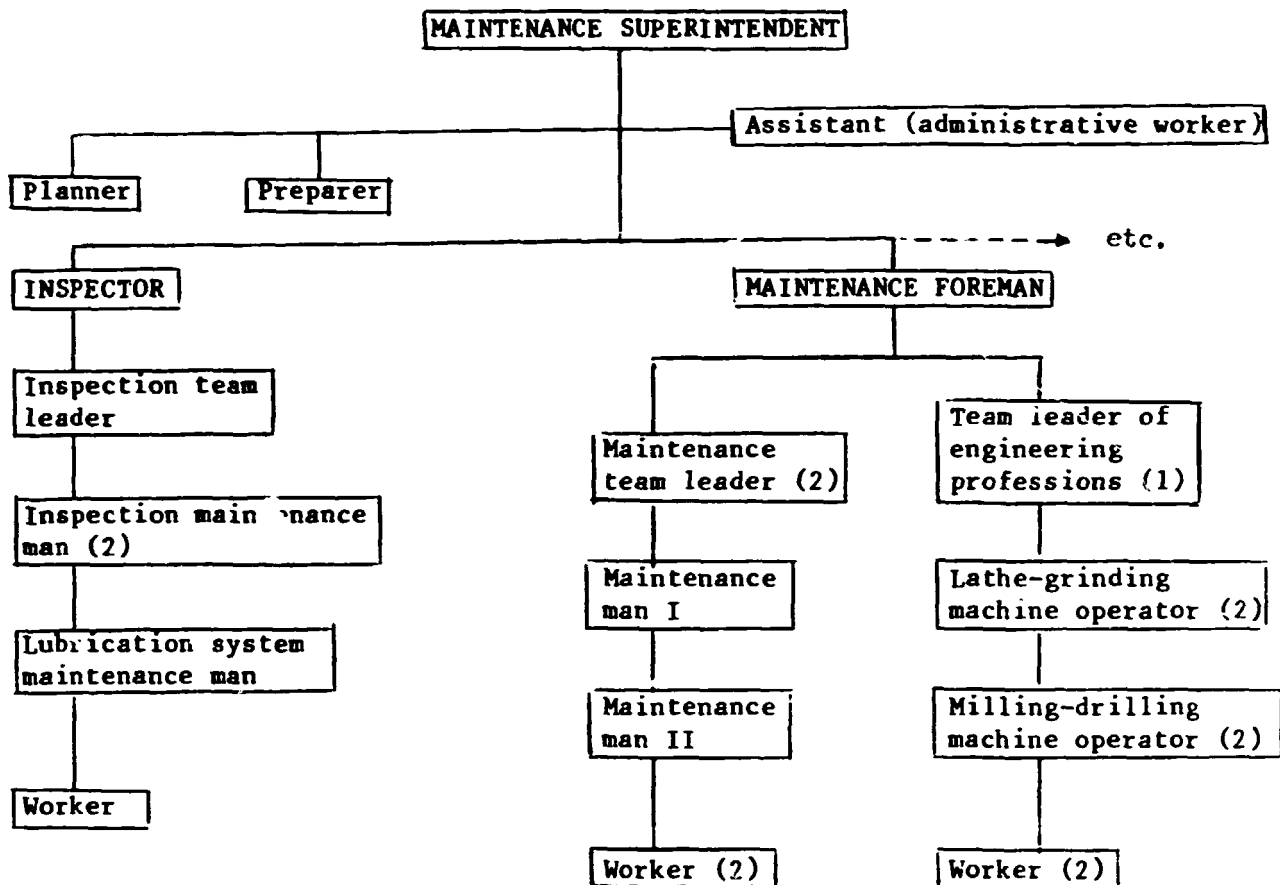 MAINTENANCE SUPERINTENDENT
Assistant (administrative worker)
Planner
Preparer
etc.
INSPECTOR
MAINTENANCE FOREMAN
Inspection team
leader
Team leader of
engineering
professions (1)
Maintenance
team leader (2)
Inspection main nance
man (2)
Maintenance
man I
Lathe-grinding
machine operator (2)
Lubrication system
maintenance man
Maintenance
man II
Milling-drilling
machine operator (2)
Worker
Worker (2)
Worker (2)